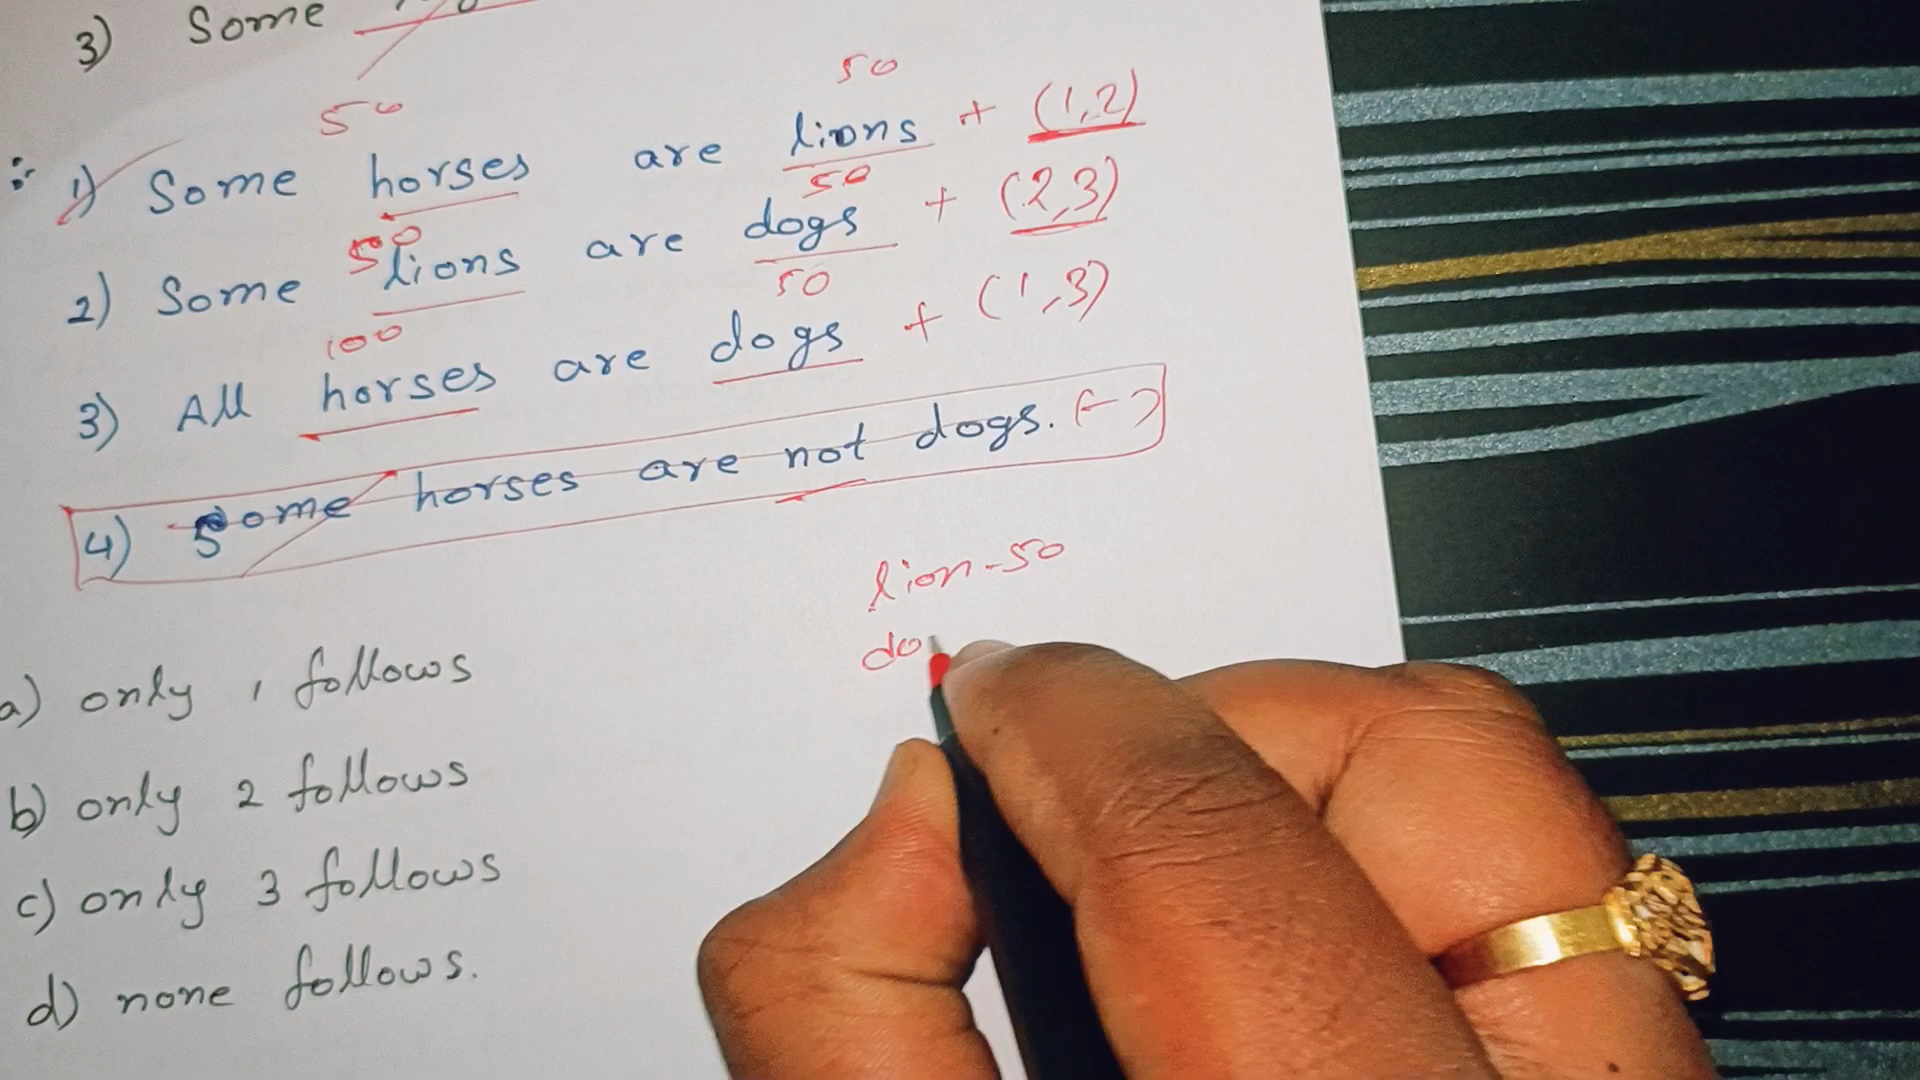 3) Some
50 50
∴ 1) Some horses are lions + (1,2)
50 50
2) Some lions are dogs + (2,3)
100 50
3) All horses are dogs + (1,3)
4) Some horses are not dogs. (-)
lion-50
do
a) only 1 follows
b) only 2 follows
c) only 3 follows
d) none follows.